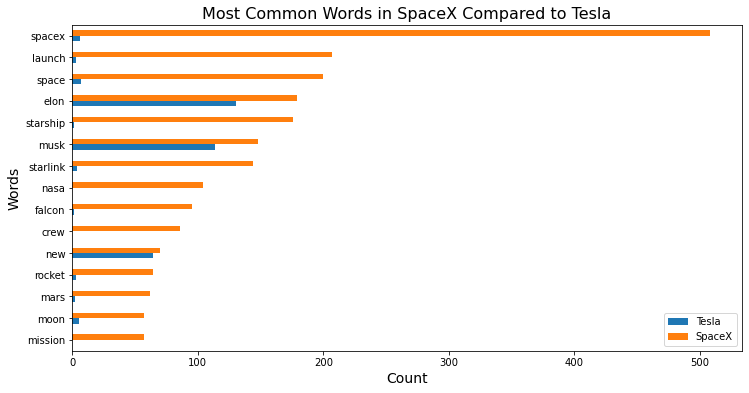 Most Common Words in SpaceX Compared to Tesla
spacex
launch
space
elon
starship
musk
starlink
nasa
falcon
crew
new
rocket
mars
moon
mission
Words
0 100 200 300 400 500
Count
Tesla
SpaceX